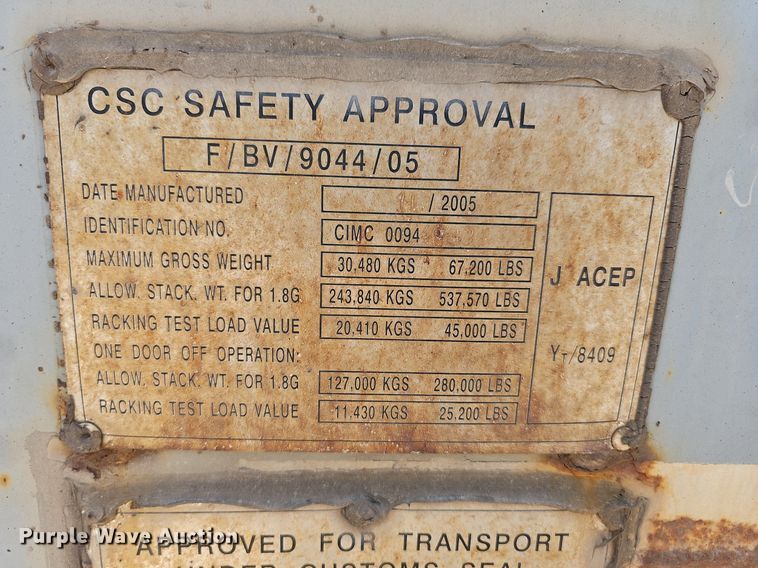 CSC SAFETY APPROVAL
F/BV/9044/05
DATE MANUFACTURED /2005
IDENTIFICATION NO. CIMC 0094
MAXIMUM GROSS WEIGHT 30,480 KGS 67,200 LBS
ALLOW. STACK. WT. FOR 1.8G 243,840 KGS 537,570 LBS
RACKING TEST LOAD VALUE 20,410 KGS 45,000 LBS
ONE DOOR OFF OPERATION:
ALLOW. STACK. WT. FOR 1.8G 127,000 KGS 280,000 LBS
RACKING TEST LOAD VALUE 11,430 KGS 25,200 LBS
J ACEP
YT/8409
APPROVED FOR TRANSPORT
UNDER CUSTOMS SEAL
Purple Wave Auction